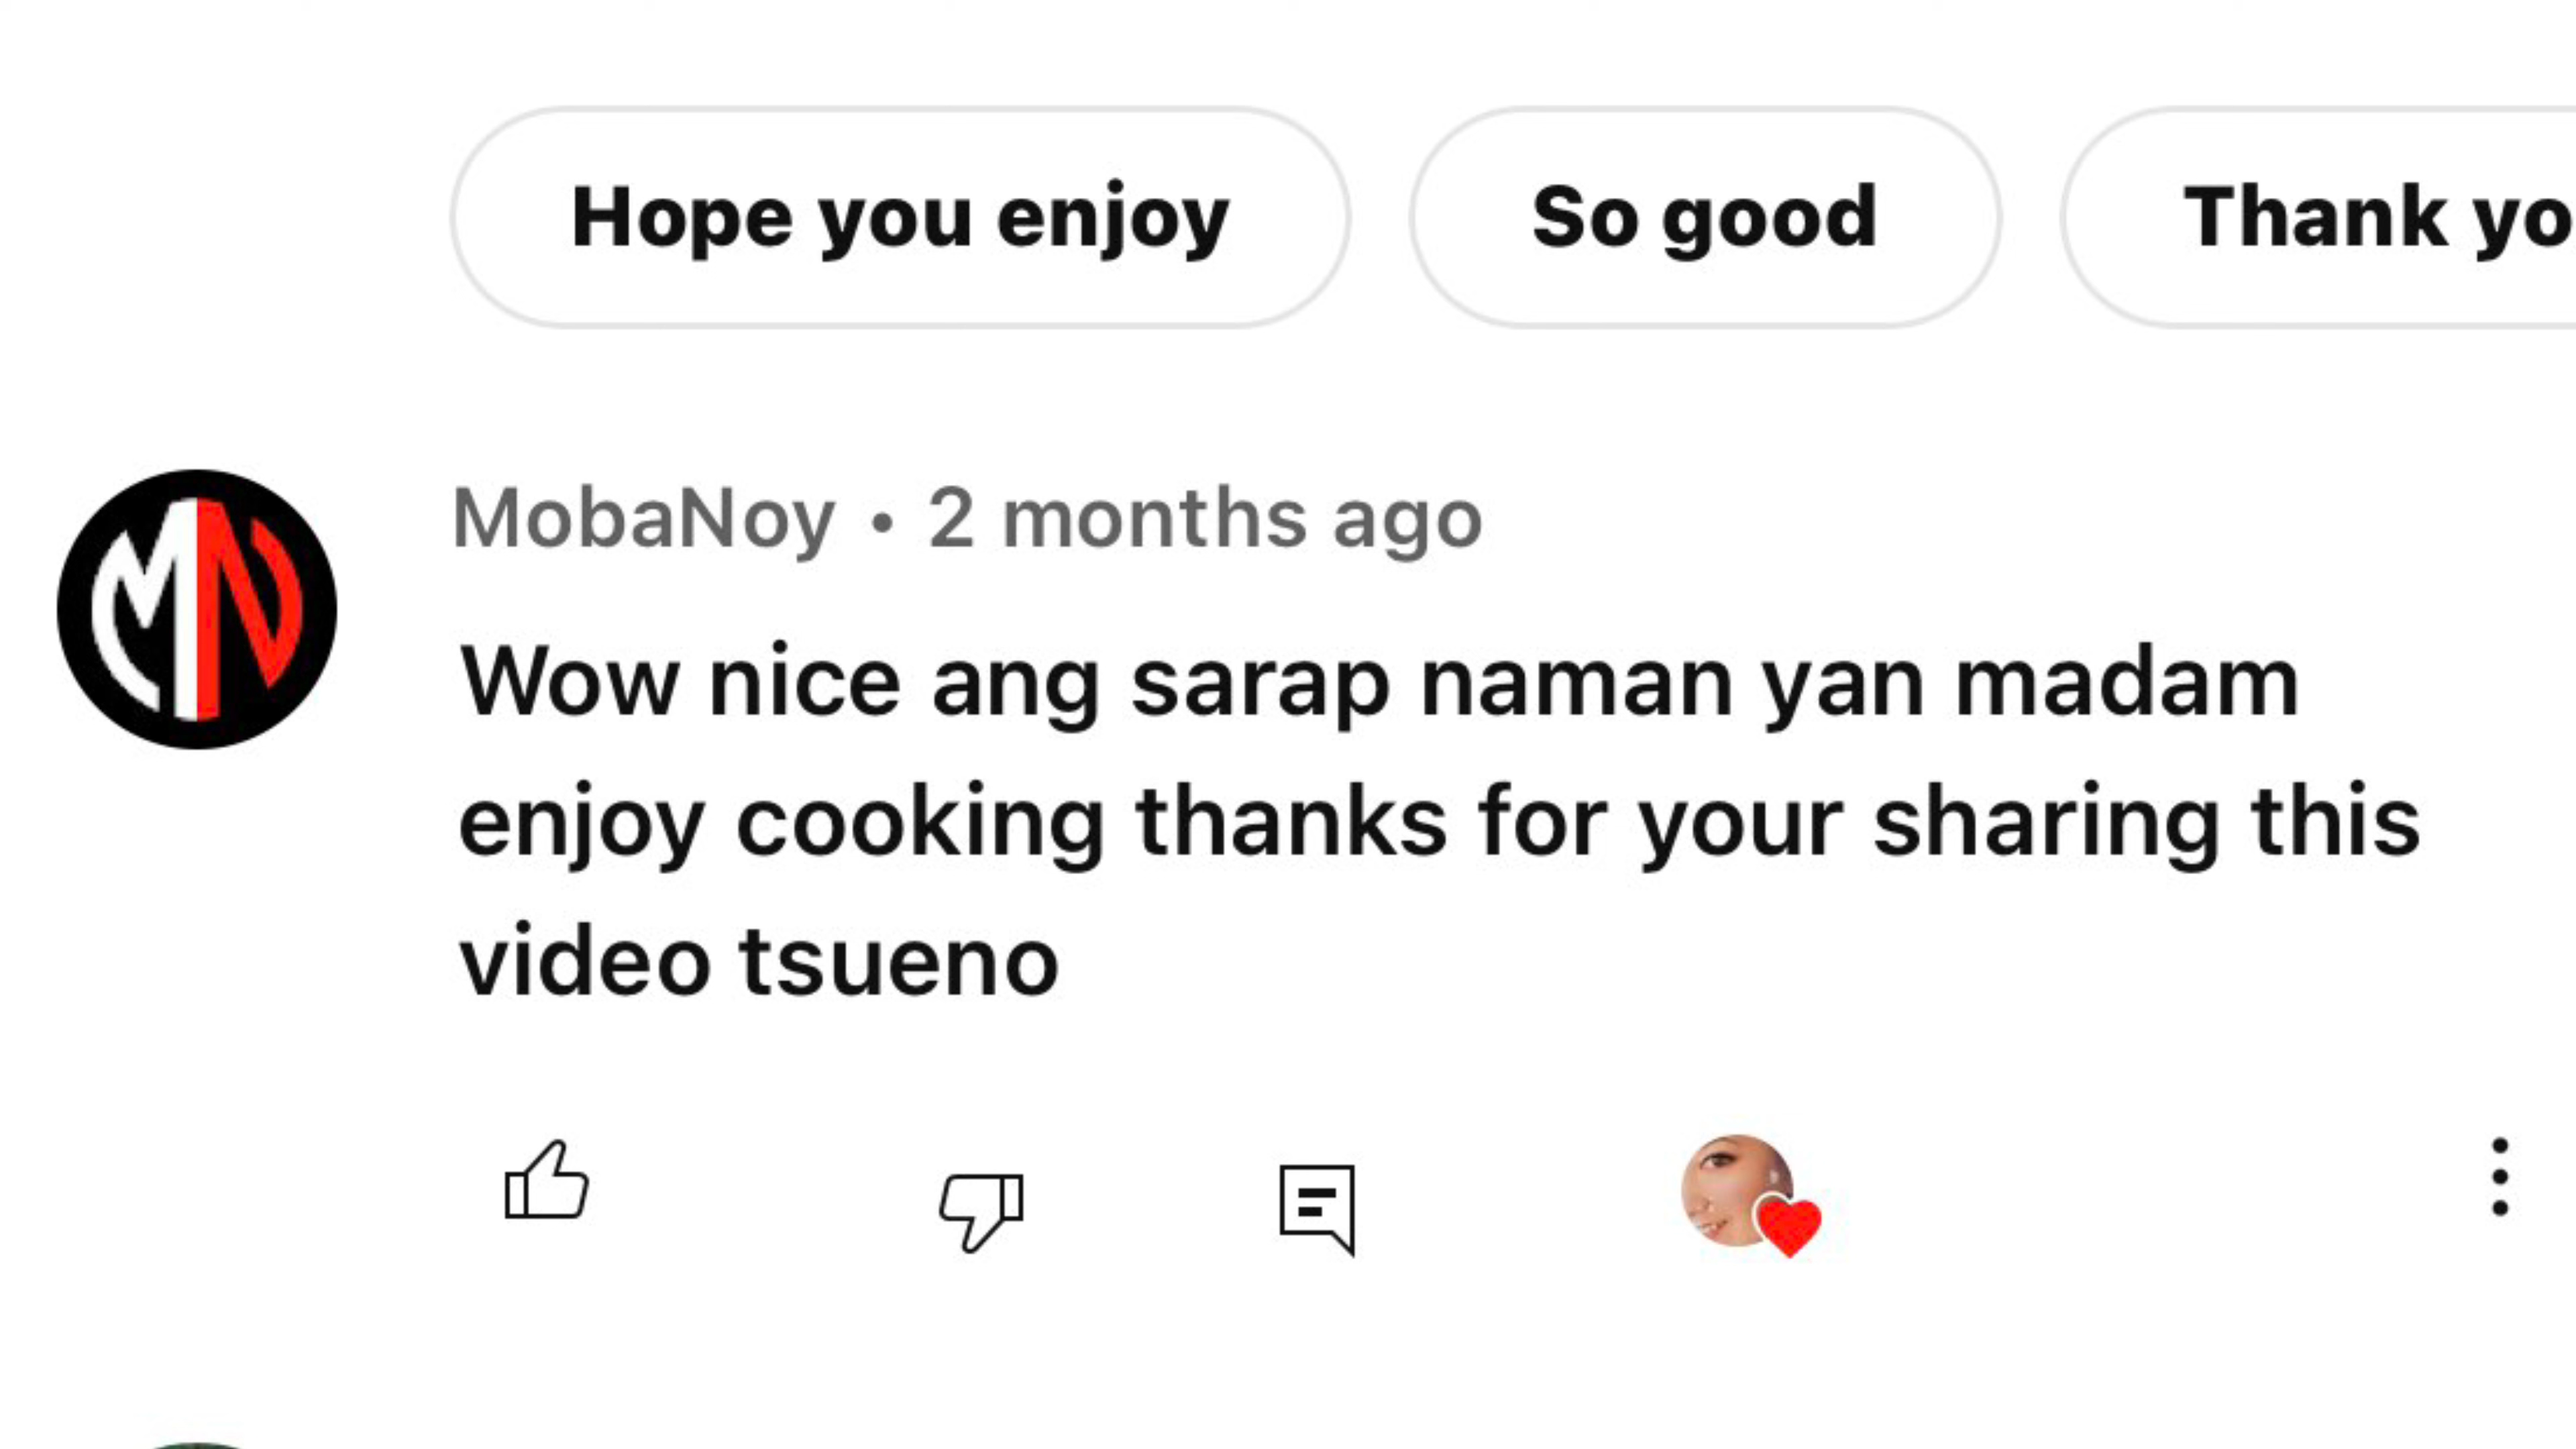 Hope you enjoy
So good
Thank yo
MN
MobaNoy • 2 months ago
Wow nice ang sarap naman yan madam
enjoy cooking thanks for your sharing this
video tsueno